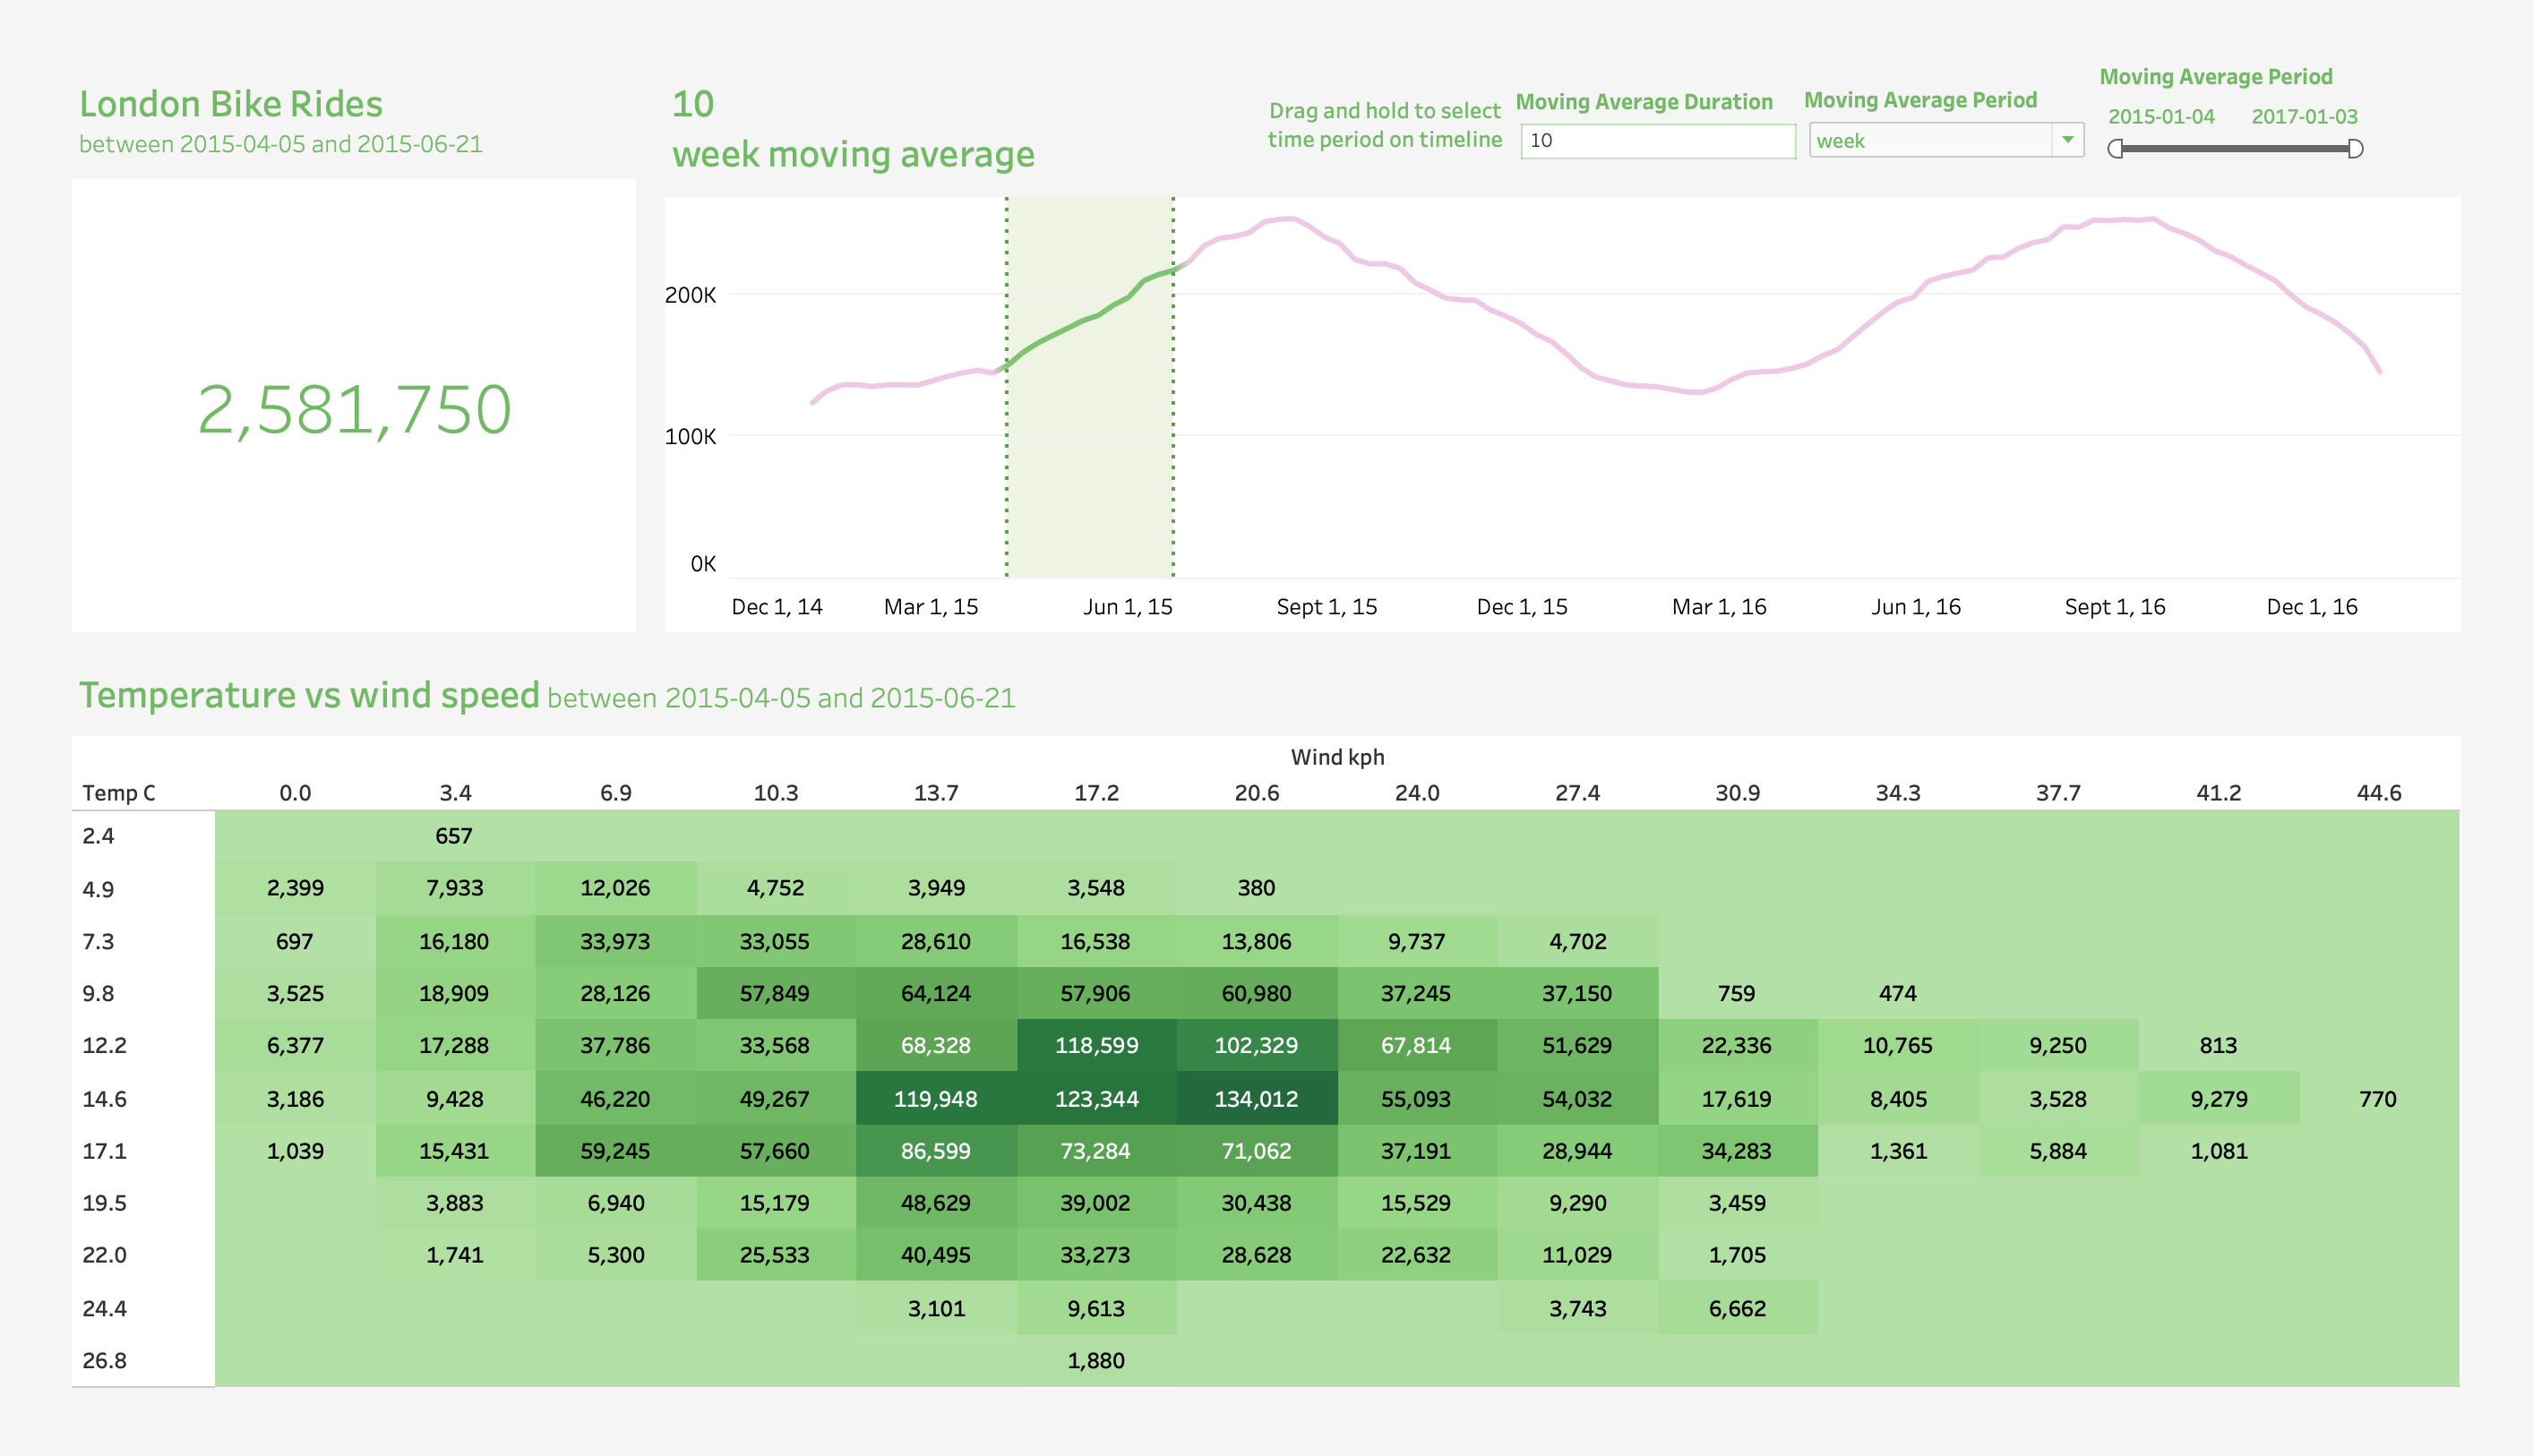 London Bike Rides
between 2015-04-05 and 2015-06-21
2,581,750
10
week moving average
Drag and hold to select
time period on timeline
Moving Average Duration
10
Moving Average Period
week
Moving Average Period
2015-01-04 2017-01-03
200K
100K
0K
Dec 1, 14 Mar 1, 15 Jun 1, 15 Sept 1, 15 Dec 1, 15 Mar 1, 16 Jun 1, 16 Sept 1, 16 Dec 1, 16
Temperature vs wind speed between 2015-04-05 and 2015-06-21
Wind kph
Temp C 0.0 3.4 6.9 10.3 13.7 17.2 20.6 24.0 27.4 30.9 34.3 37.7 41.2 44.6
2.4 657
4.9 2,399 7,933 12,026 4,752 3,949 3,548 380
7.3 697 16,180 33,973 33,055 28,610 16,538 13,806 9,737 4,702
9.8 3,525 18,909 28,126 57,849 64,124 57,906 60,980 37,245 37,150 759 474
12.2 6,377 17,288 37,786 33,568 68,328 118,599 102,329 67,814 51,629 22,336 10,765 9,250 813
14.6 3,186 9,428 46,220 49,267 119,948 123,344 134,012 55,093 54,032 17,619 8,405 3,528 9,279 770
17.1 1,039 15,431 59,245 57,660 86,599 73,284 71,062 37,191 28,944 34,283 1,361 5,884 1,081
19.5 3,883 6,940 15,179 48,629 39,002 30,438 15,529 9,290 3,459
22.0 1,741 5,300 25,533 40,495 33,273 28,628 22,632 11,029 1,705
24.4 3,101 9,613 3,743 6,662
26.8 1,880